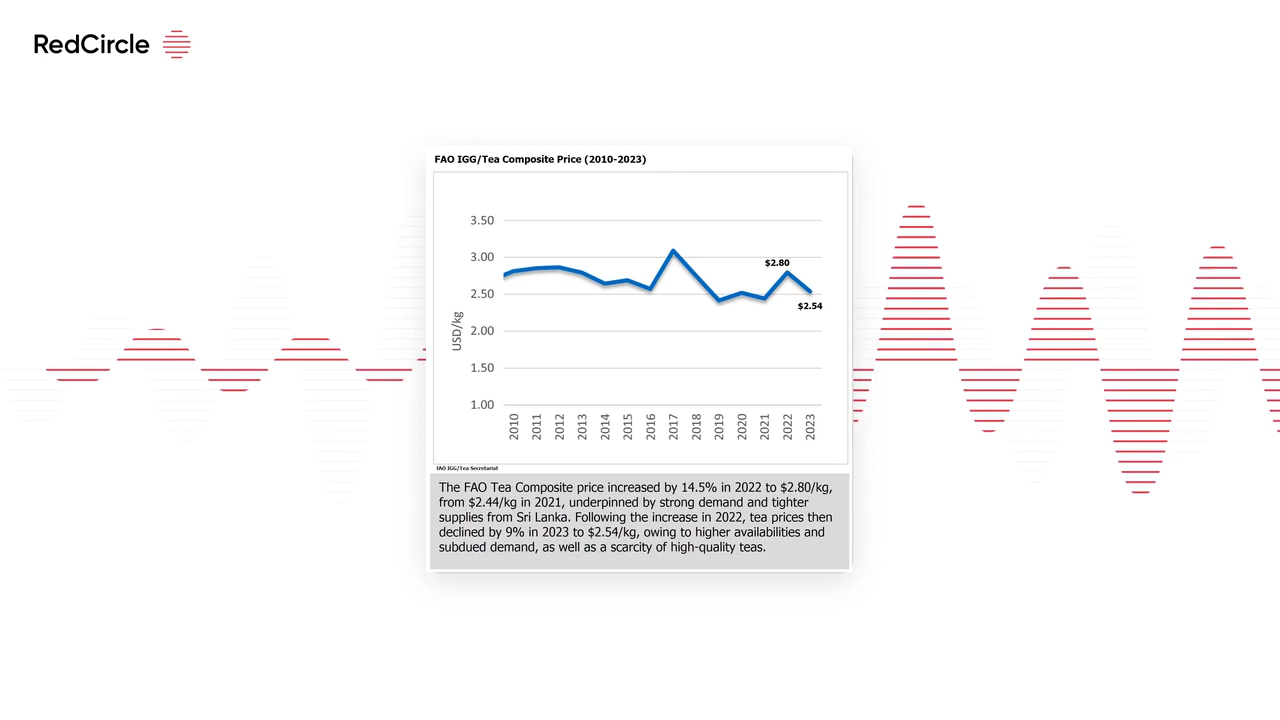 RedCircle
FAO IGG/Tea Composite Price (2010-2023)
3.50
3.00
2.50
2.00
1.50
1.00
USD/kg
$2.80
$2.54
2010
2011
2012
2013
2014
2015
2016
2017
2018
2019
2020
2021
2022
2023
FAO IGG/Tea Secretariat
The FAO Tea Composite price increased by 14.5% in 2022 to $2.80/kg,
from $2.44/kg in 2021, underpinned by strong demand and tighter
supplies from Sri Lanka. Following the increase in 2022, tea prices then
declined by 9% in 2023 to $2.54/kg, owing to higher availabilities and
subdued demand, as well as a scarcity of high-quality teas.